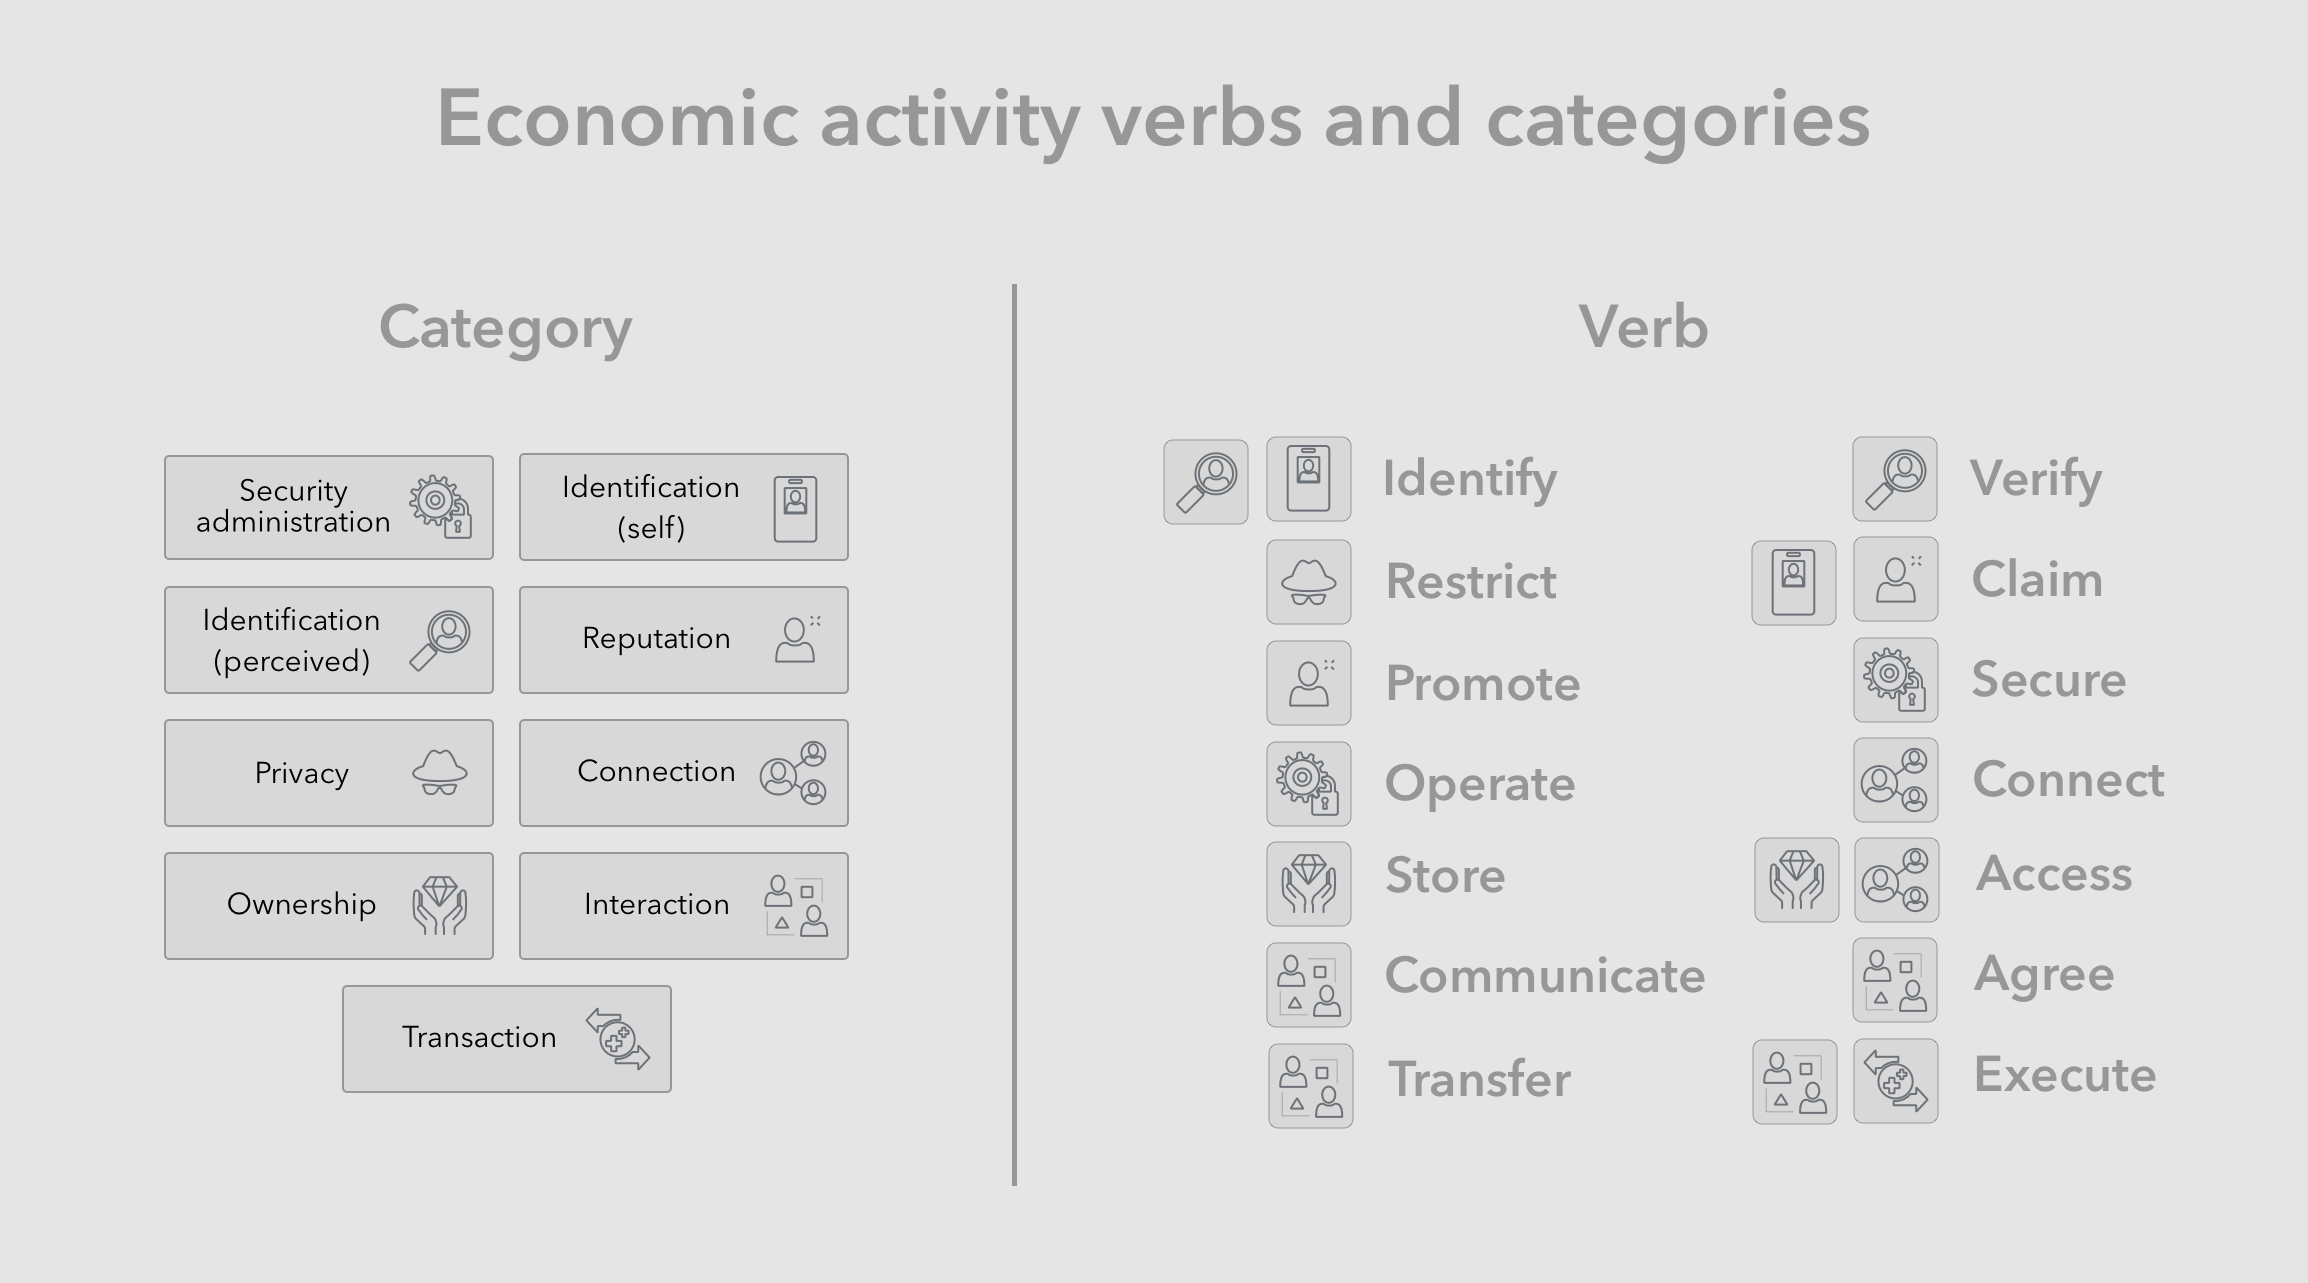 Economic activity verbs and categories
Category
Security
administration
Identification
(self)
Identification
(perceived)
Reputation
Privacy
Connection
Ownership
Interaction
Transaction
Verb
Identify
Verify
Restrict
Claim
Promote
Secure
Operate
Connect
Store
Access
Communicate
Agree
Transfer
Execute